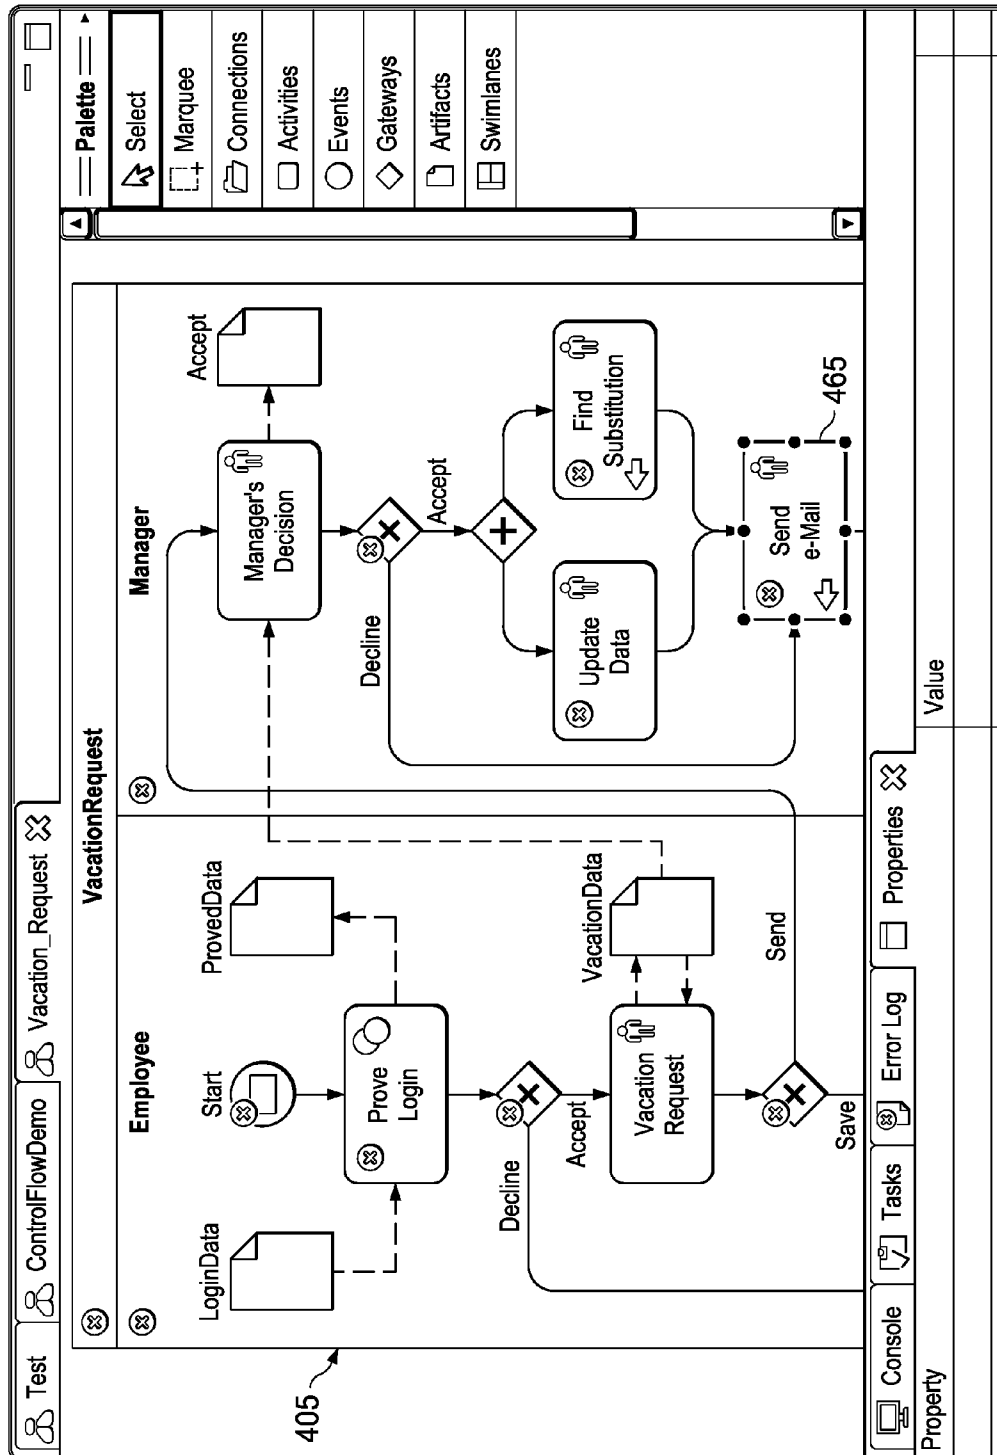 Test
ControlFlowDemo
Vacation_Request
Palette
Select
Marquee
Connections
Activities
Events
Gateways
Artifacts
Swimlanes
VacationRequest
Employee
Manager
405
LoginData
Start
ProvedData
Prove
Login
Decline
Accept
Vacation
Request
VacationData
Save
Send
Accept
Manager's
Decision
Decline
Accept
Update
Data
Find
Substitution
Send
e-Mail
465
Console
Tasks
Error Log
Properties
Property
Value